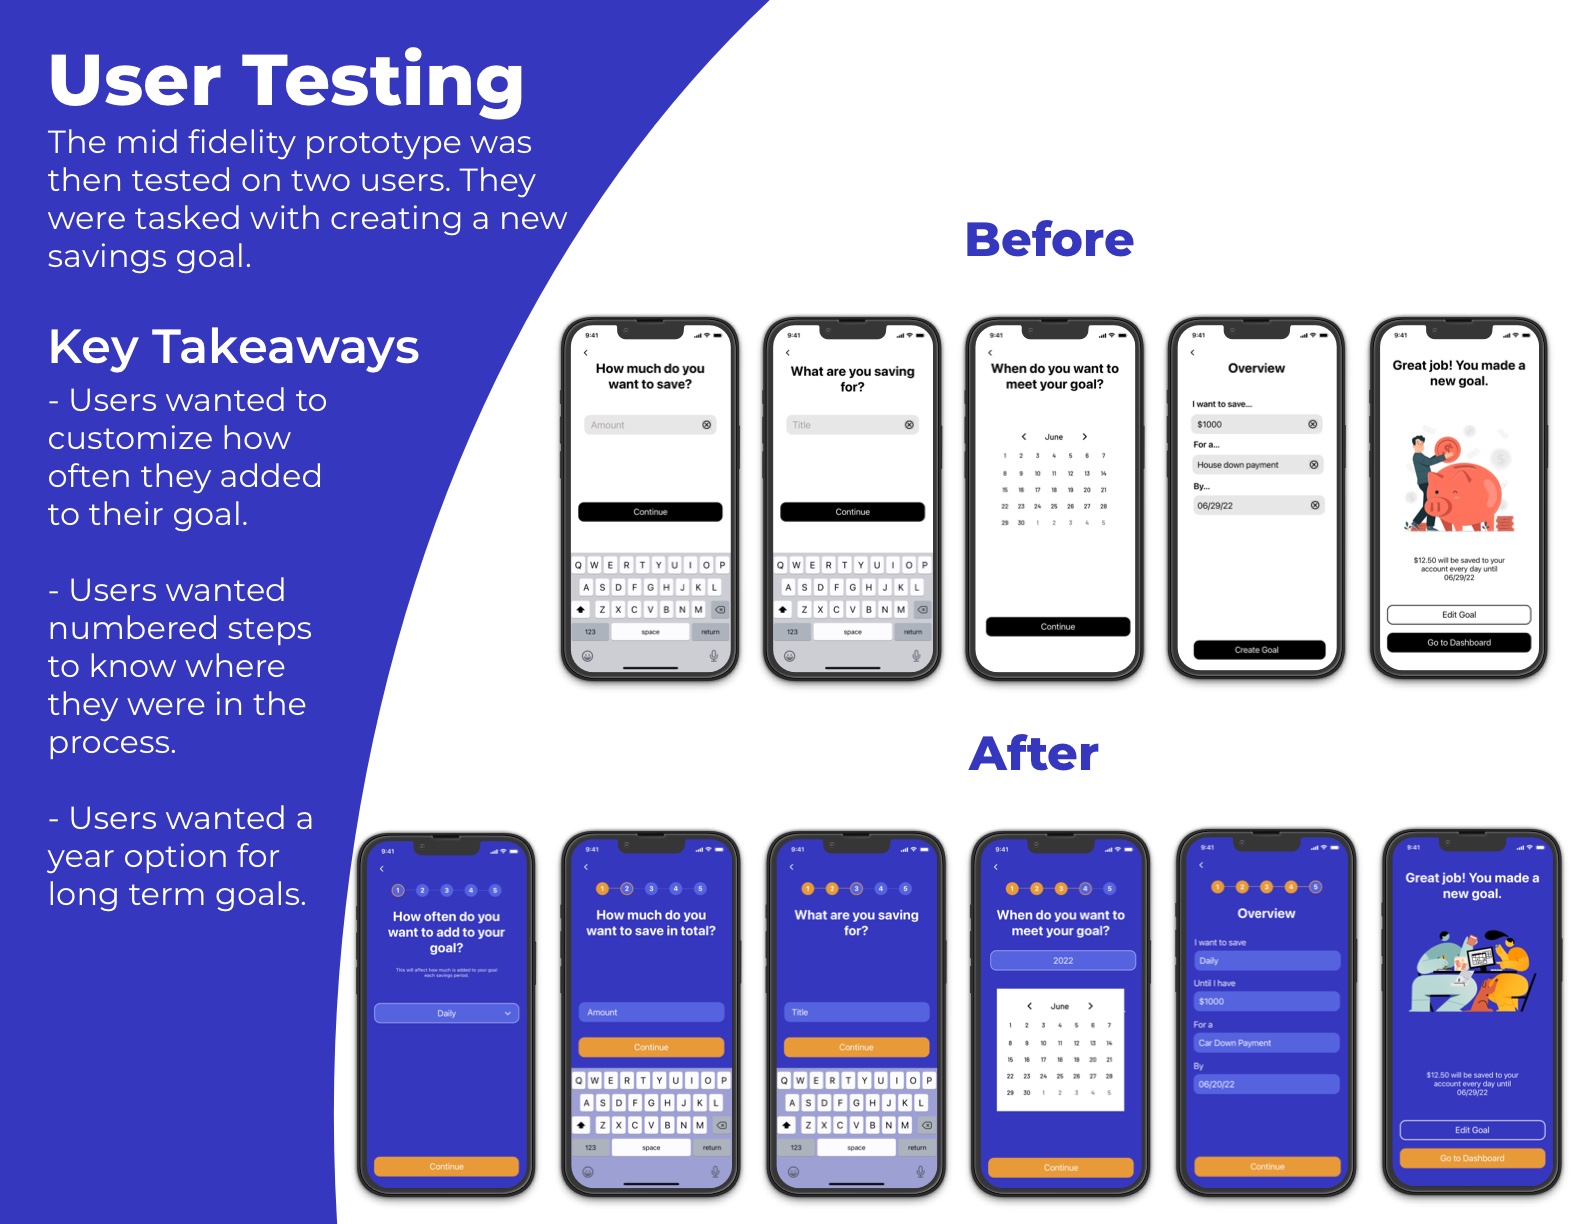 User Testing
The mid fidelity prototype was
then tested on two users. They
were tasked with creating a new
savings goal.
Key Takeaways
- Users wanted to
customize how
often they added
to their goal.
- Users wanted
numbered steps
to know where
they were in the
process.
- Users wanted a
year option for
long term goals.
Before
9:41
How much do you
want to save?
Amount
Continue
Q W E R T Y U I O P
A S D F G H J K L
Z X C V B N M
123 space return
9:41
What are you saving
for?
Title
Continue
Q W E R T Y U I O P
A S D F G H J K L
Z X C V B N M
123 space return
9:41
When do you want to
meet your goal?
June
1 2 3 4 5 6 7
8 9 10 11 12 13 14
15 16 17 18 19 20 21
22 23 24 25 26 27 28
29 30 1 2 3 4 5
Continue
9:41
Overview
I want to save...
$1000
For a...
House down payment
By...
06/29/22
Create Goal
9:41
Great job! You made a
new goal.
$12.50 will be saved to your
account every day until
06/29/22
Edit Goal
Go to Dashboard
After
9:41
1 2 3 4 5
How often do you
want to add to your
goal?
This will affect how much is added to your goal
each savings period.
Daily
Continue
9:41
1 2 3 4 5
How much do you
want to save in total?
Amount
Continue
Q W E R T Y U I O P
A S D F G H J K L
Z X C V B N M
123 space return
9:41
1 2 3 4 5
What are you saving
for?
Title
Continue
Q W E R T Y U I O P
A S D F G H J K L
Z X C V B N M
123 space return
9:41
1 2 3 4 5
When do you want to
meet your goal?
2022
June
1 2 3 4 5 6 7
8 9 10 11 12 13 14
15 16 17 18 19 20 21
22 23 24 25 26 27 28
29 30 1 2 3 4 5
Continue
9:41
1 2 3 4 5
Overview
I want to save
Daily
Until I have
$1000
For a
Car Down Payment
By
06/20/22
Continue
9:41
Great job! You made a
new goal.
$12.50 will be saved to your
account every day until
06/29/22
Edit Goal
Go to Dashboard